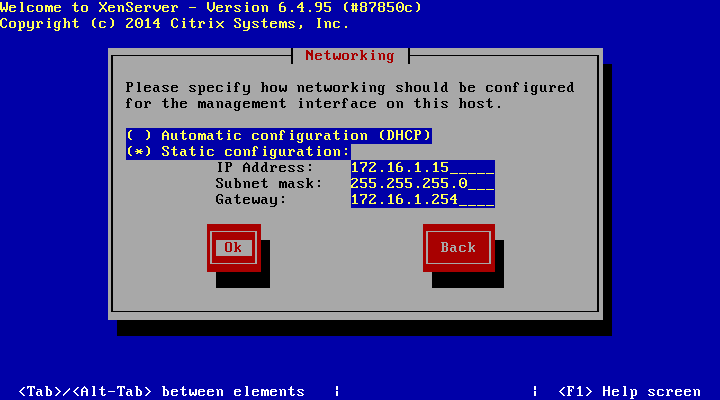 Welcome to XenServer - Version 6.4.95 (#87850c)
Copyright (c) 2014 Citrix Systems, Inc.
Networking
Please specify how networking should be configured
for the management interface on this host.
( ) Automatic configuration (DHCP)
(*) Static configuration:
IP Address: 172.16.1.15_____
Subnet mask: 255.255.255.0___
Gateway: 172.16.1.254____
Ok Back
<Tab>/<Alt-Tab> between elements | | <F1> Help screen